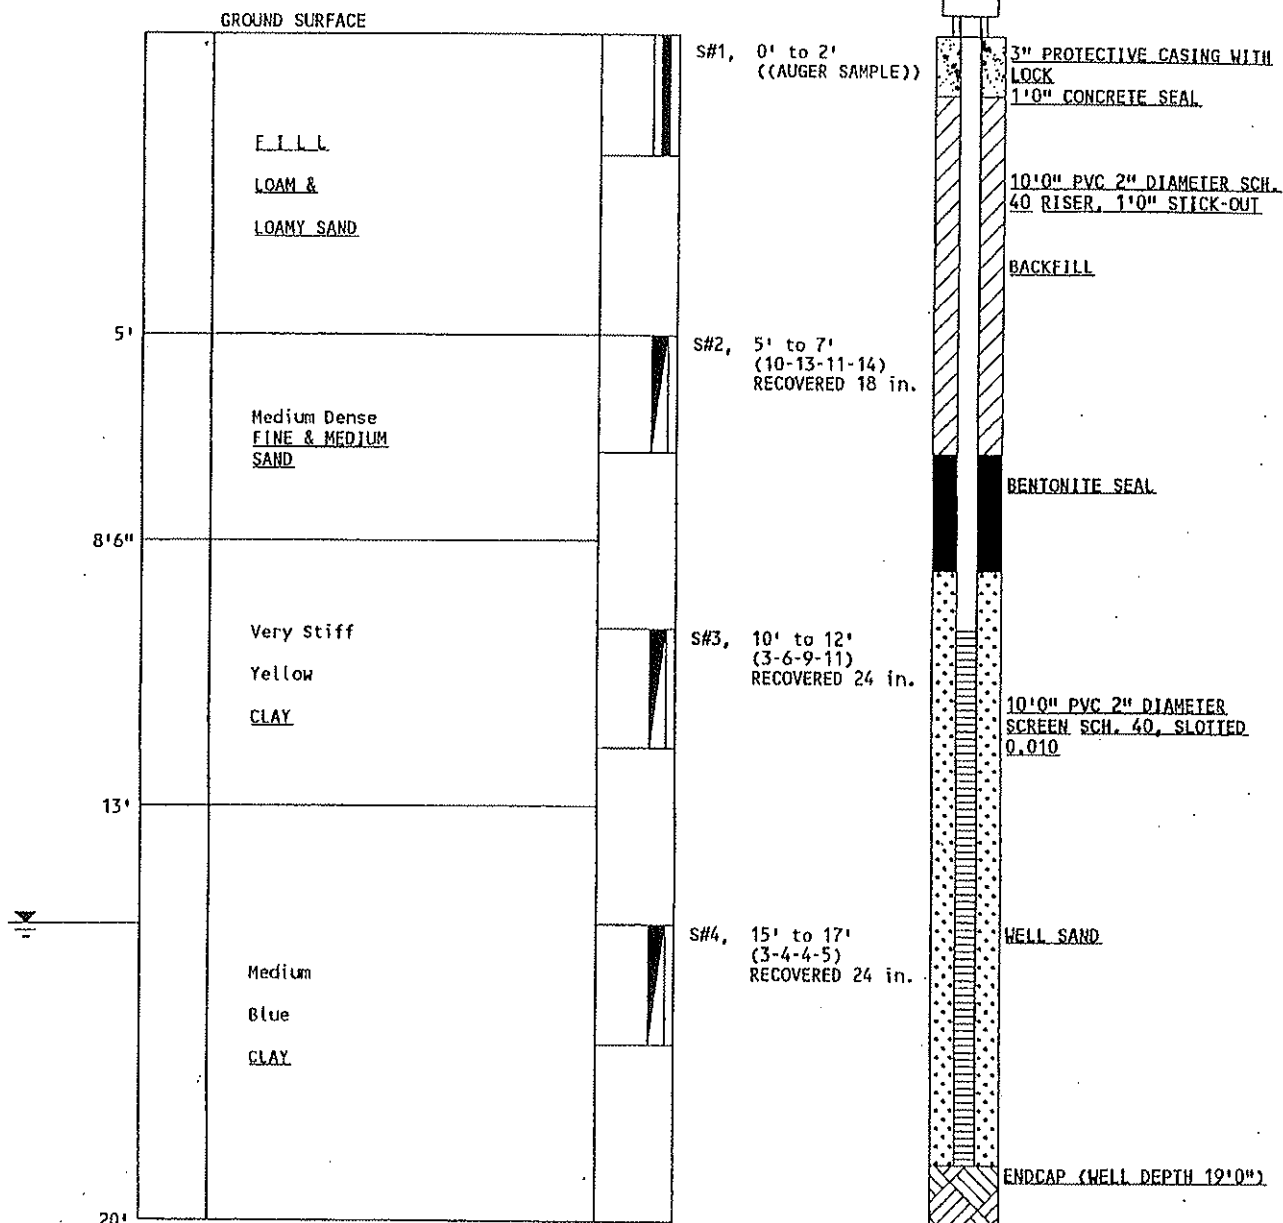 GROUND SURFACE
S#1, 0' to 2'
((AUGER SAMPLE))
3" PROTECTIVE CASING WITH
LOCK
1'0" CONCRETE SEAL
F I L L
LOAM &
LOAMY SAND
10'0" PVC 2" DIAMETER SCH.
40 RISER, 1'0" STICK-OUT
BACKFILL
5'
S#2, 5' to 7'
(10-13-11-14)
RECOVERED 18 in.
Medium Dense
FINE & MEDIUM
SAND
BENTONITE SEAL
8'6"
Very Stiff
Yellow
CLAY
S#3, 10' to 12'
(3-6-9-11)
RECOVERED 24 in.
10'0" PVC 2" DIAMETER
SCREEN SCH. 40, SLOTTED
0.010
13'
S#4, 15' to 17'
(3-4-4-5)
RECOVERED 24 in.
WELL SAND
Medium
Blue
CLAY
ENDCAP (WELL DEPTH 19'0")
20'